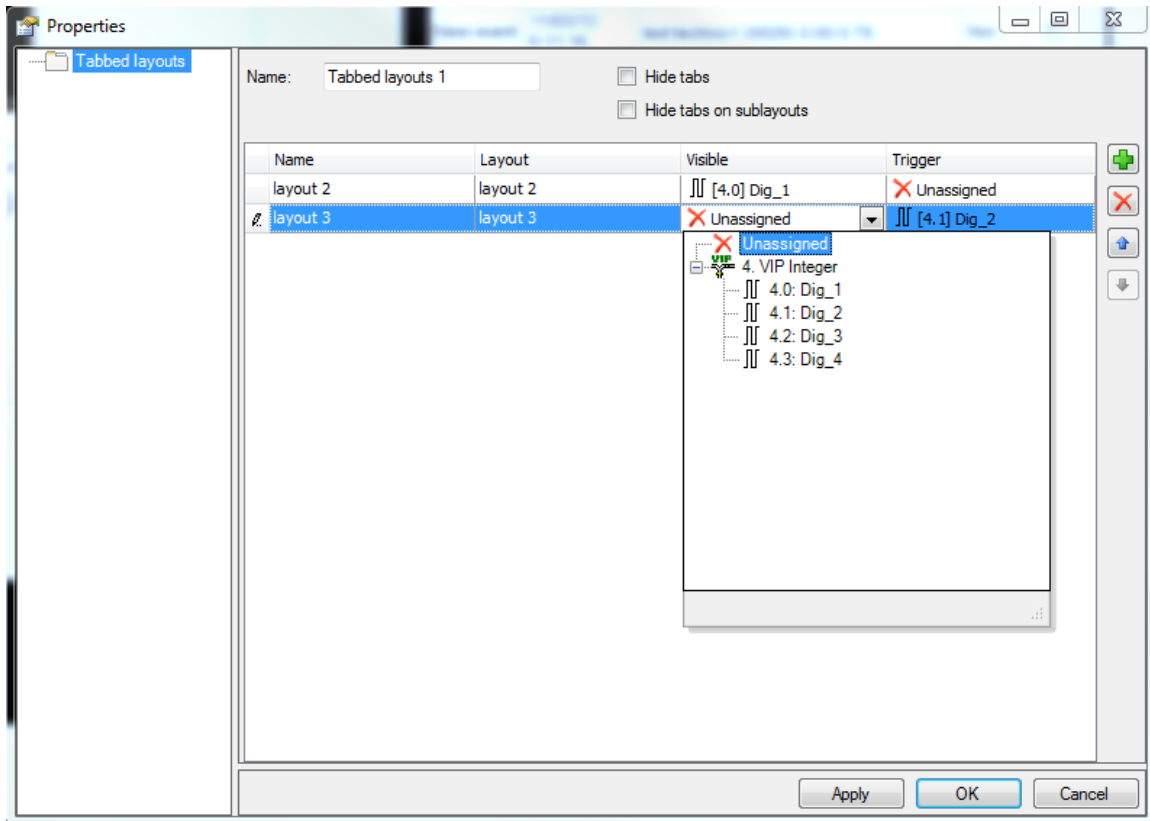 Properties
Tabbed layouts
Name: Tabbed layouts 1
Hide tabs
Hide tabs on sublayouts
Name Layout Visible Trigger
layout 2 layout 2 [4.0] Dig_1 Unassigned
layout 3 layout 3 Unassigned [4.1] Dig_2
Unassigned
VIP 4. VIP Integer
4.0: Dig_1
4.1: Dig_2
4.2: Dig_3
4.3: Dig_4
Apply OK Cancel